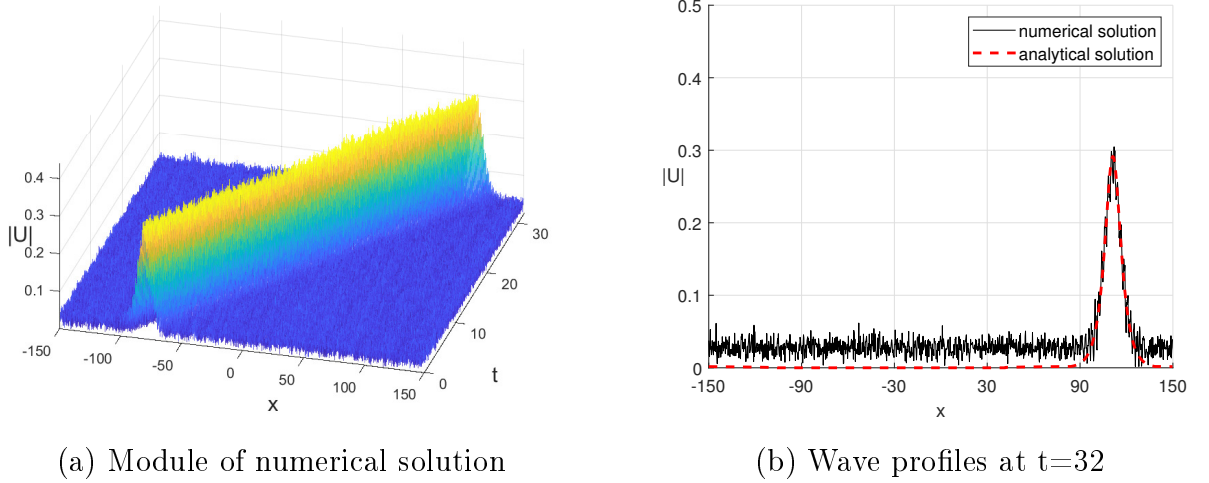 0.4
0.3
|U|
0.2
0.1
-150
-100
-50
0
50
100
150
x
0
10
20
30
t
0.5
0.4
0.3
|U|
0.2
0.1
0
-150 -90 -30 30 90 150
x
numerical solution
analytical solution
(a) Module of numerical solution
(b) Wave profiles at t=32